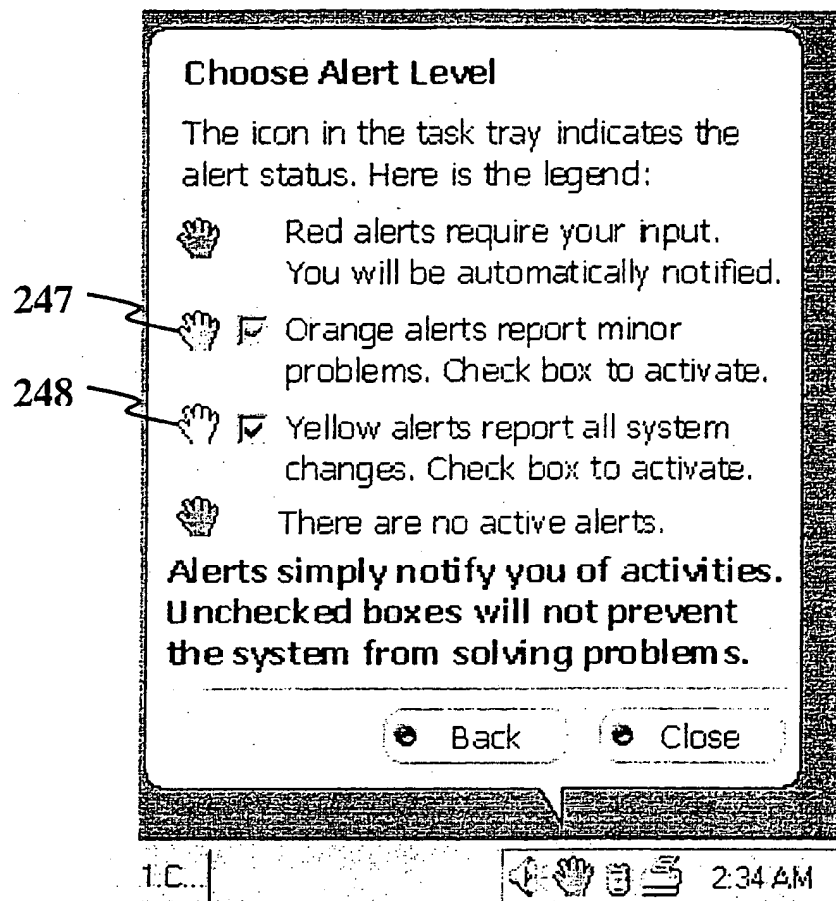 Choose Alert Level
The icon in the task tray indicates the
alert status. Here is the legend:
Red alerts require your input.
You will be automatically notified.
247
Orange alerts report minor
problems. Check box to activate.
248
Yellow alerts report all system
changes. Check box to activate.
There are no active alerts.
Alerts simply notify you of activities.
Unchecked boxes will not prevent
the system from solving problems.
Back Close
1.C... 2:34 AM